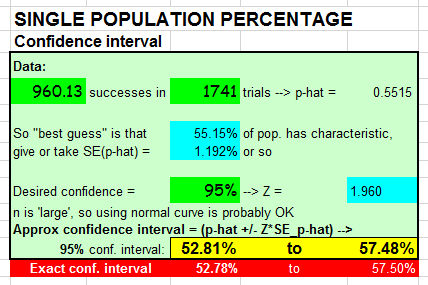 SINGLE POPULATION PERCENTAGE
Confidence interval
Data:
960.13 successes in 1741 trials --> p-hat = 0.5515
So "best guess" is that 55.15% of pop. has characteristic,
give or take SE(p-hat) = 1.192% or so
Desired confidence = 95% --> Z = 1.960
n is 'large', so using normal curve is probably OK
Approx confidence interval = (p-hat +/- Z*SE_p-hat) -->
95% conf. interval: 52.81% to 57.48%
Exact conf. interval 52.78% to 57.50%